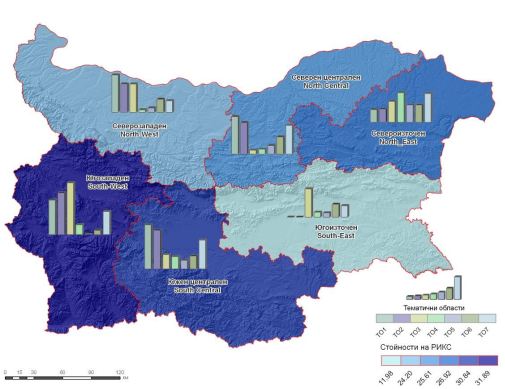 Северен централен
North Central
Северозападен
North-West
Североизточен
North_East
Югозападен
South-West
Югоизточен
South-East
Южен централен
South Central
Тематични области
ТО1 ТО2 ТО3 ТО4 ТО5 ТО6 ТО7
Стойности на РИКС
11.98 24.20 25.61 26.92 30.84 31.89
0 15 30 60 90 120